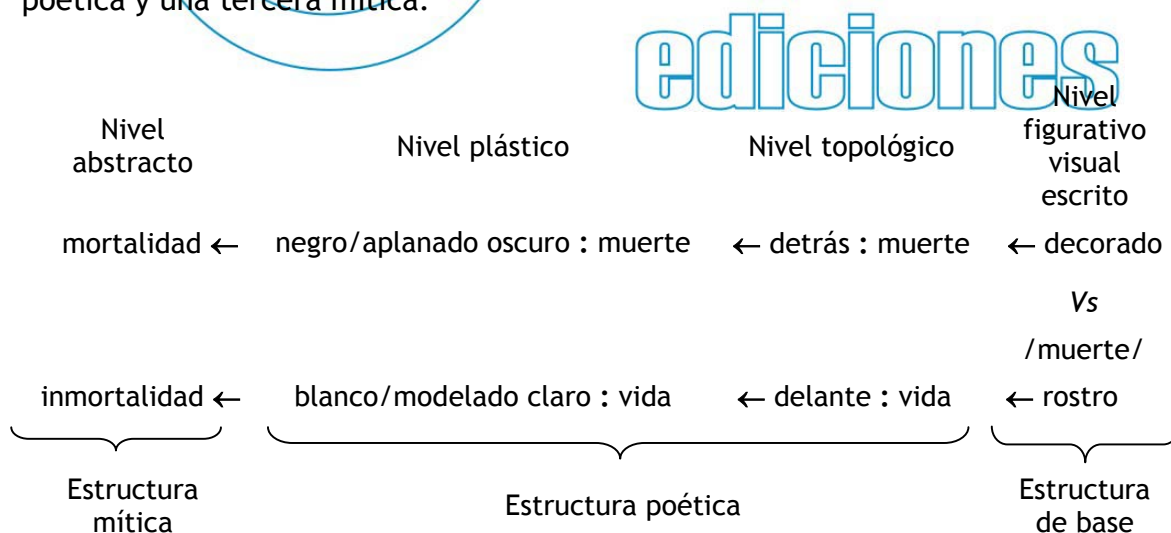 poética y una tercera mítica.
ediciones
Nivel abstracto
Nivel plástico
Nivel topológico
Nivel figurativo visual escrito
mortalidad ← negro/aplanado oscuro : muerte ← detrás : muerte ← decorado
Vs
/muerte/
inmortalidad ← blanco/modelado claro : vida ← delante : vida ← rostro
Estructura mítica
Estructura poética
Estructura de base